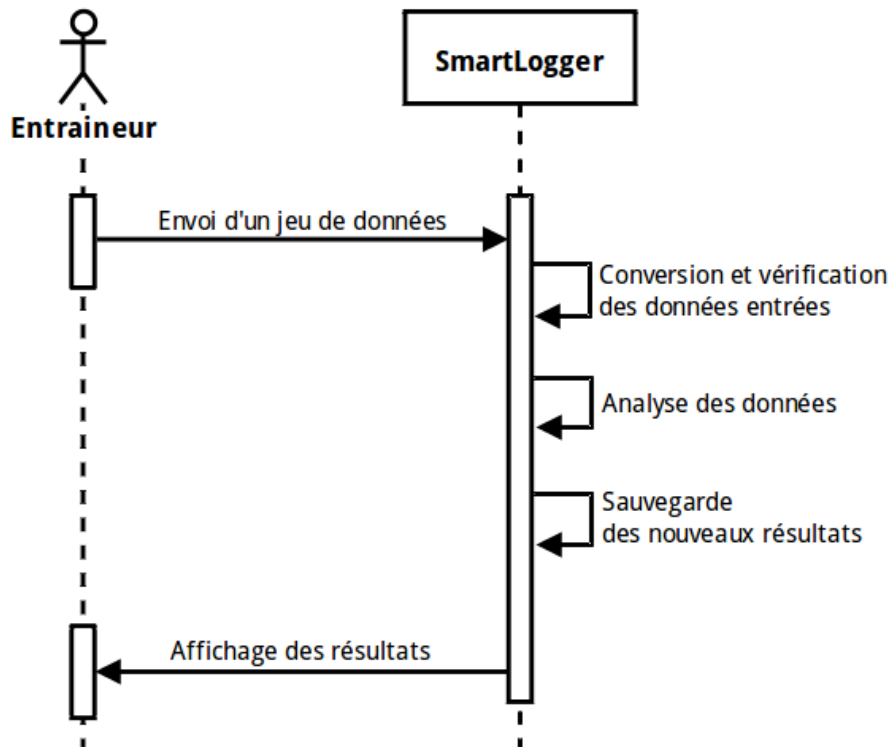 SmartLogger
Entraineur
Envoi d'un jeu de données
Conversion et vérification
des données entrées
Analyse des données
Sauvegarde
des nouveaux résultats
Affichage des résultats